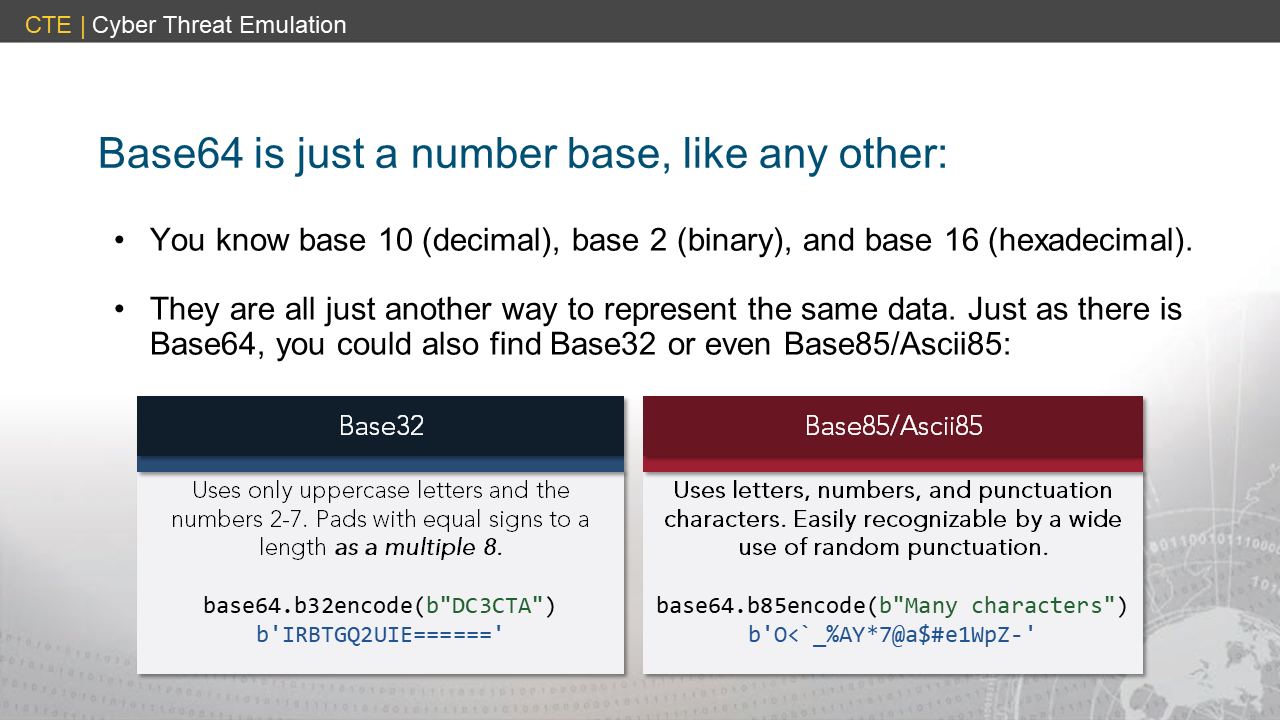 CTE | Cyber Threat Emulation
Base64 is just a number base, like any other:
• You know base 10 (decimal), base 2 (binary), and base 16 (hexadecimal).
• They are all just another way to represent the same data. Just as there is
Base64, you could also find Base32 or even Base85/Ascii85:
Base32
Uses only uppercase letters and the
numbers 2-7. Pads with equal signs to a
length as a multiple 8.
base64.b32encode(b"DC3CTA")
b'IRBTGQ2UIE======'
Base85/Ascii85
Uses letters, numbers, and punctuation
characters. Easily recognizable by a wide
use of random punctuation.
base64.b85encode(b"Many characters")
b'O<`_%AY*7@a$#e1WpZ-'